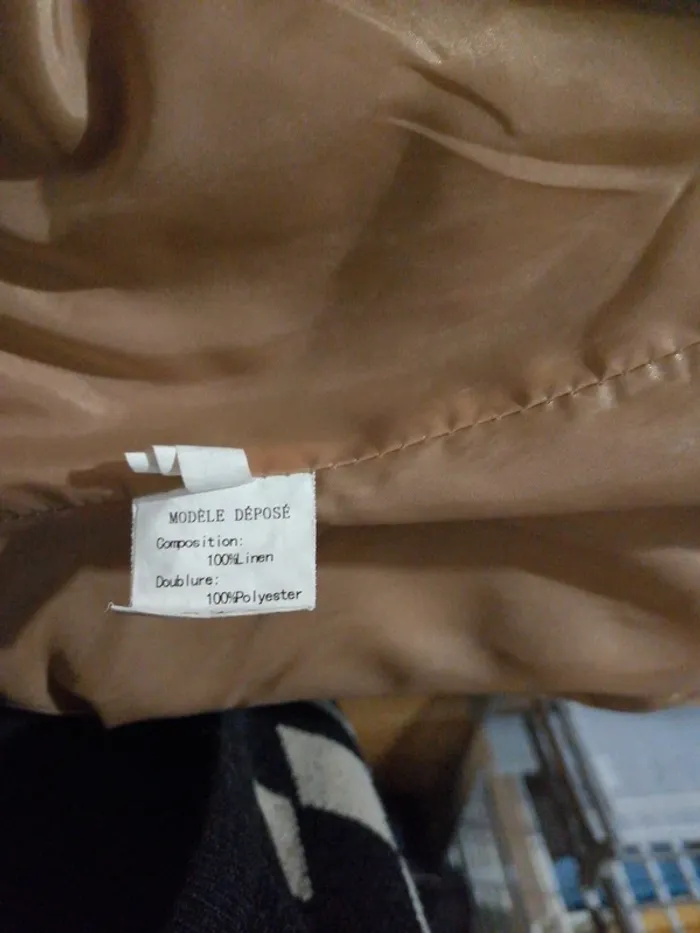 MODÈLE DÉPOSÉ
Composition:
100%Linen
Doublure:
100%Polyester